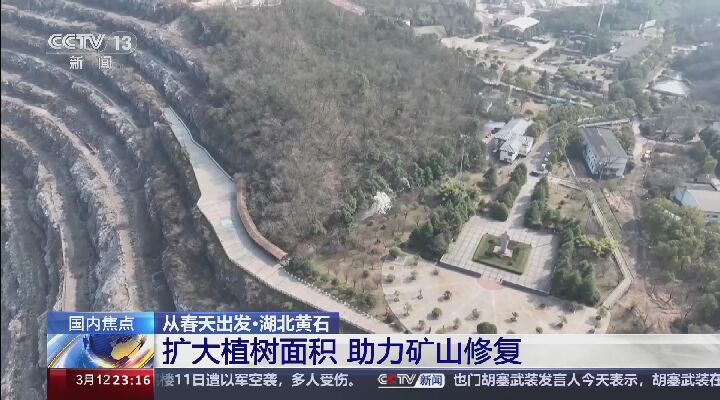 CCTV 13
新闻
国内焦点
从春天出发·湖北黄石
扩大植树面积 助力矿山修复
3月12 23:16
楼11日遭以军空袭，多人受伤。 CCTV新闻 也门胡塞武装发言人今天表示，胡塞武装在